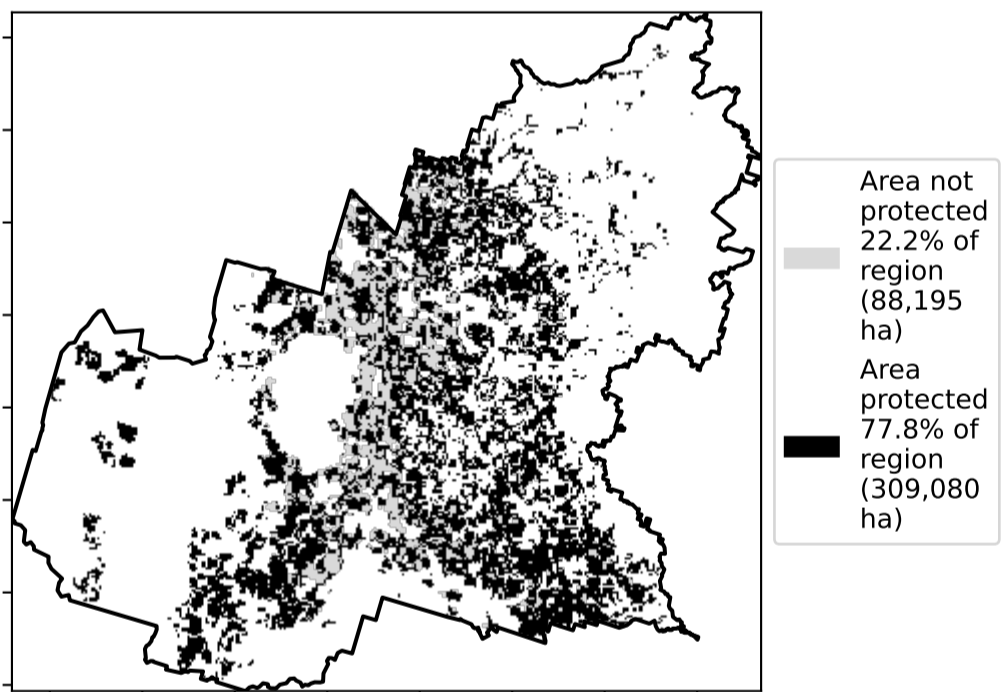 Area not
protected
22.2% of
region
(88,195
ha)
Area
protected
77.8% of
region
(309,080
ha)